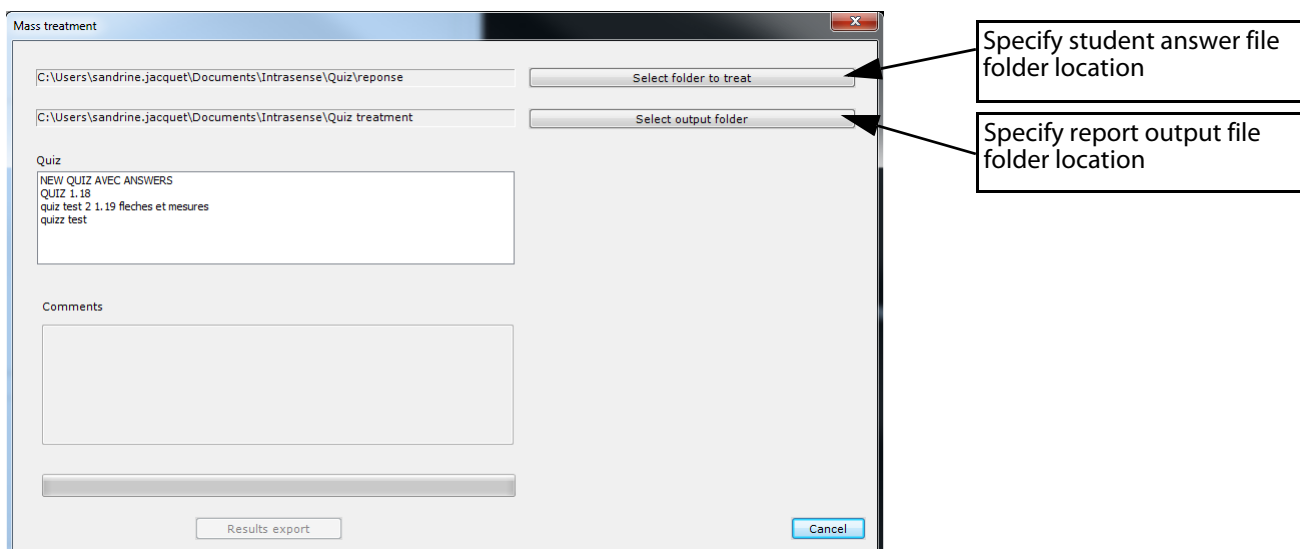 Mass treatment
x
Specify student answer file
folder location
C:\Users\sandrine.jacquet\Documents\Intrasense\Quiz\reponse
Select folder to treat
C:\Users\sandrine.jacquet\Documents\Intrasense\Quiz treatment
Select output folder
Specify report output file
folder location
Quiz
NEW QUIZ AVEC ANSWERS
QUIZ 1.18
quiz test 2 1.19 fleches et mesures
quizz test
Comments
Results export
Cancel